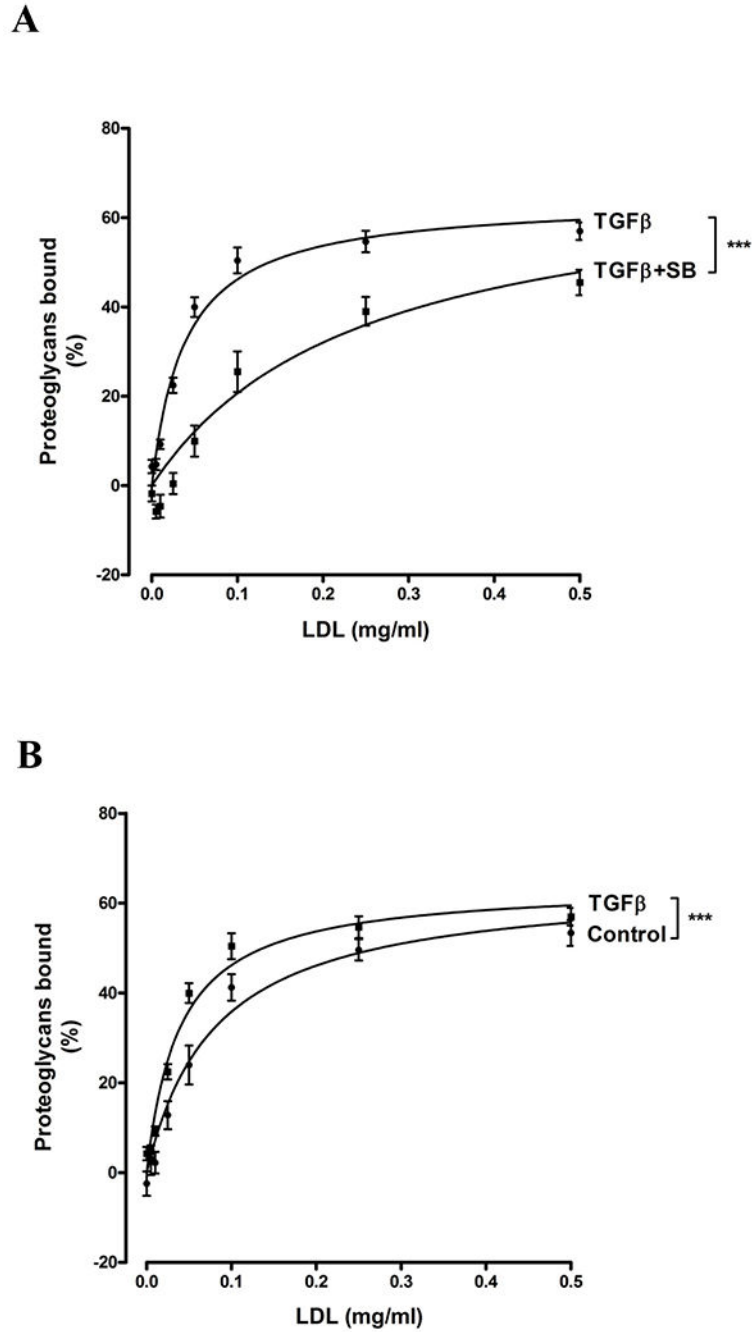 A
80
60
40
20
0
-20
Proteoglycans bound
(%)
TGFβ
TGFβ+SB
***
0.0 0.1 0.2 0.3 0.4 0.5
LDL (mg/ml)
B
80
60
40
20
0
-20
Proteoglycans bound
(%)
TGFβ
Control
***
0.0 0.1 0.2 0.3 0.4 0.5
LDL (mg/ml)